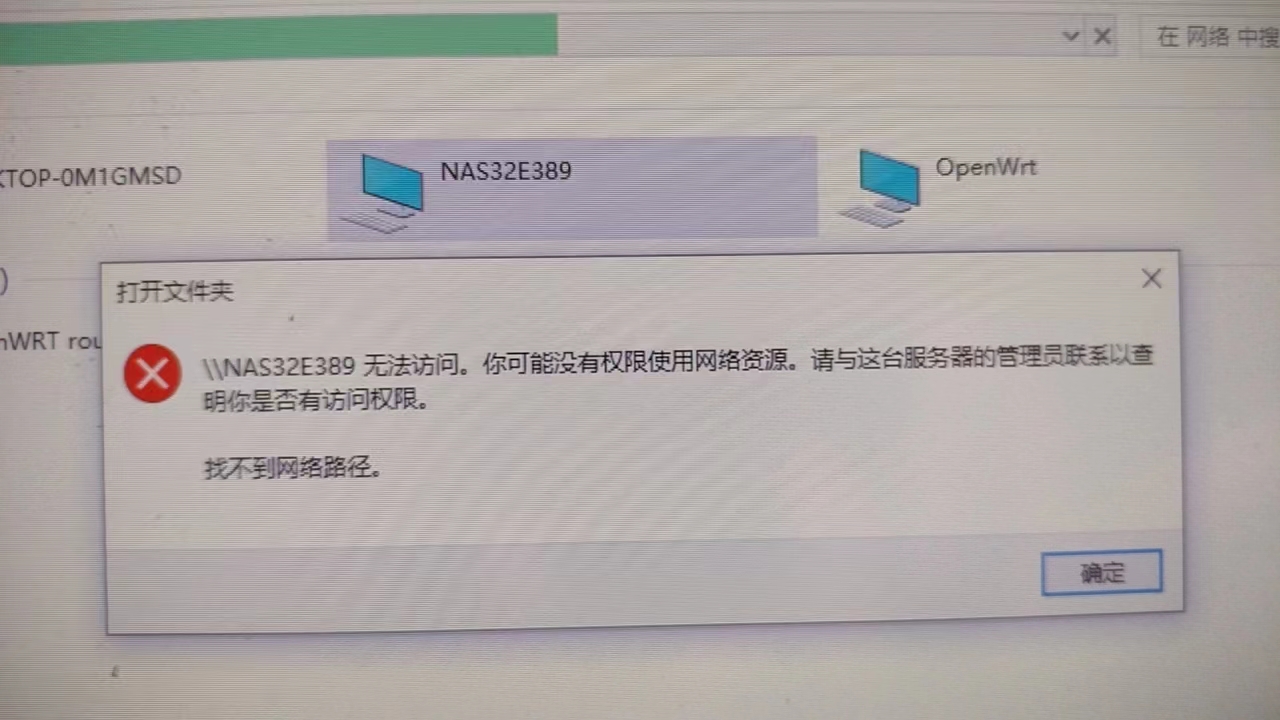 在 网络 中搜
KTOP-0M1GMSD
NAS32E389
OpenWrt
)
nWRT rou
打开文件夹
\\NAS32E389 无法访问。你可能没有权限使用网络资源。请与这台服务器的管理员联系以查
明你是否有访问权限。
找不到网络路径。
确定